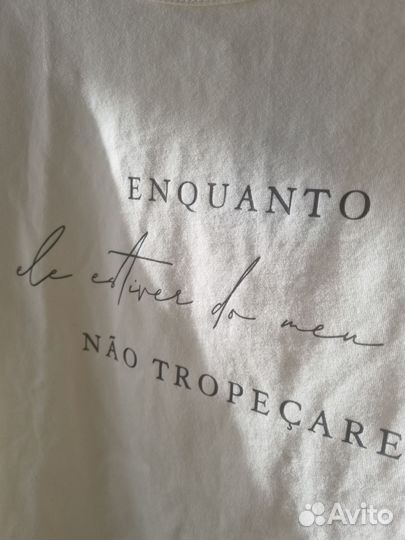 ENQUANTO
ele estiver do meu
NÃO TROPEÇARE
Avito